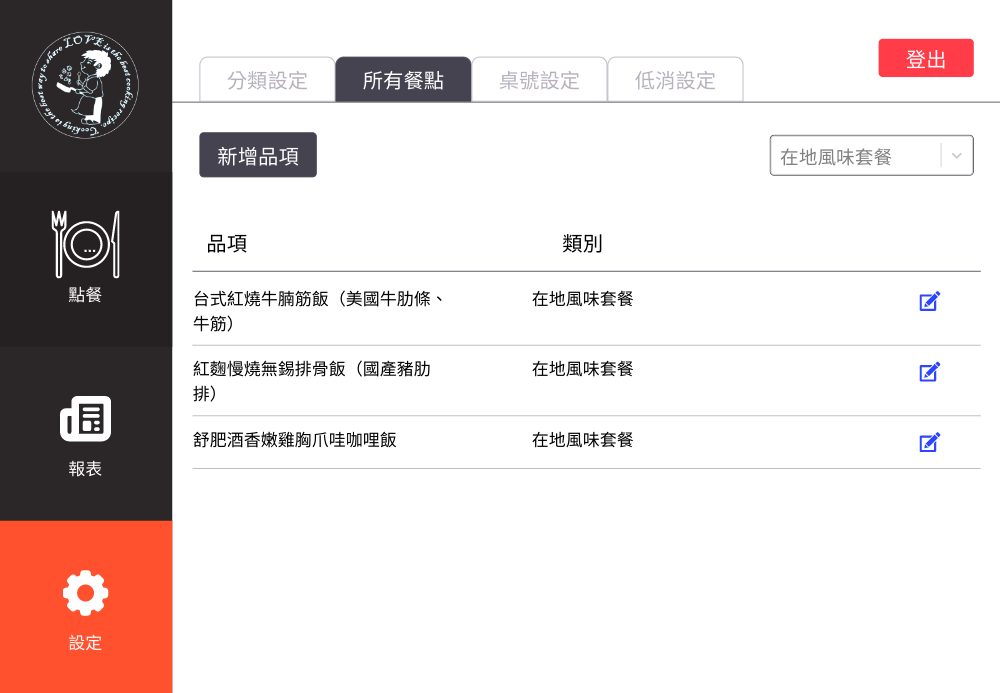 LOVE is the best cooking recipe. Cooking is the best way to share
分類設定
所有餐點
桌號設定
低消設定
登出
新增品項
在地風味套餐
點餐
報表
設定
品項 類別
台式紅燒牛腩筋飯（美國牛肋條、 在地風味套餐
牛筋）
紅麴慢燒無錫排骨飯（國產豬肋 在地風味套餐
排）
舒肥酒香嫩雞胸爪哇咖哩飯 在地風味套餐